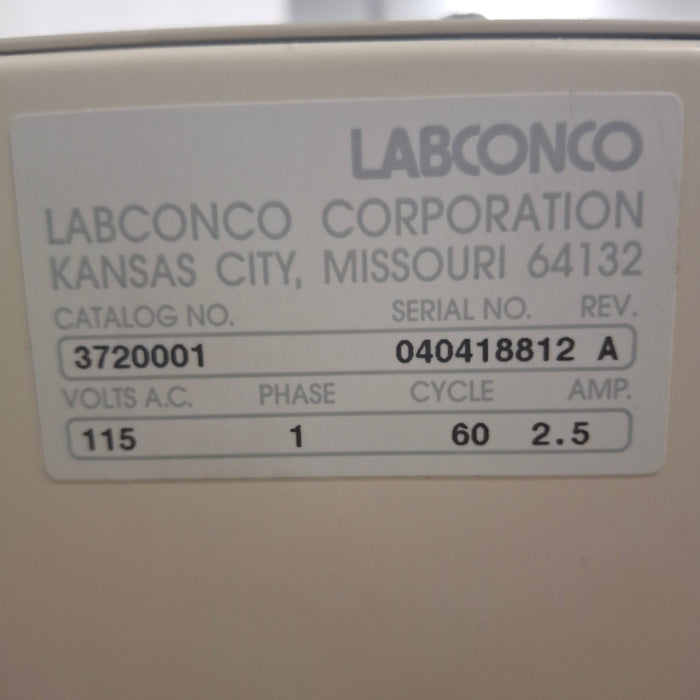 LABCONCO
LABCONCO CORPORATION
KANSAS CITY, MISSOURI 64132
CATALOG NO. SERIAL NO. REV.
3720001 040418812 A
VOLTS A.C. PHASE CYCLE AMP.
115 1 60 2.5